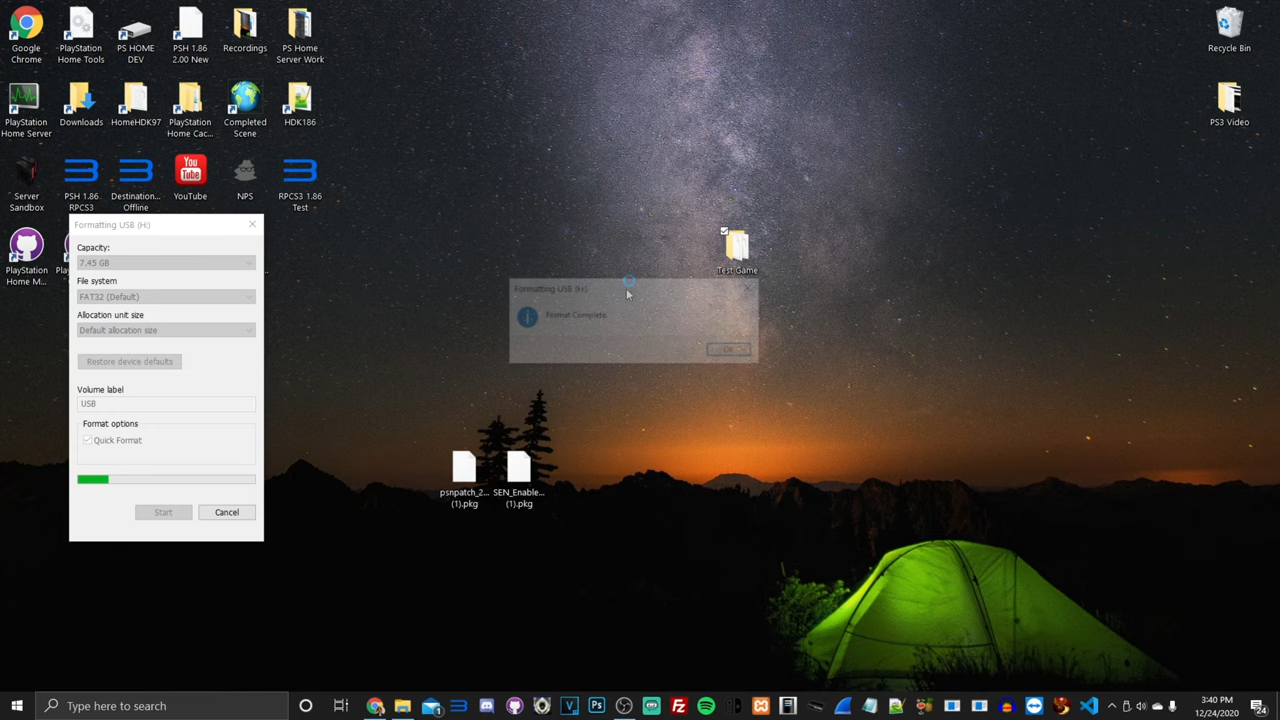 Google
Chrome
PlayStation
Home Tools
PS HOME
DEV
PSH 1.86
2.00 New
Recordings
PS Home
Server Work
Recycle Bin
PlayStation
Home Server
Downloads
HomeHDK97
PlayStation
Home Cac...
Completed
Scene
HDK186
PS3 Video
Server
Sandbox
PSH 1.86
RPCS3
Destination...
Offline
You
Tube
YouTube
NPS
RPCS3 1.86
Test
PlayStation
Home M...
Formatting USB (H:)
Capacity:
7.45 GB
File system
FAT32 (Default)
Allocation unit size
Default allocation size
Restore device defaults
Volume label
USB
Format options
Quick Format
Start
Cancel
Test Game
Formatting USB (H:)
Format Complete.
OK
psnpatch_2...
(1).pkg
SEN_Enable...
(1).pkg
Type here to search
3:40 PM
12/24/2020
24